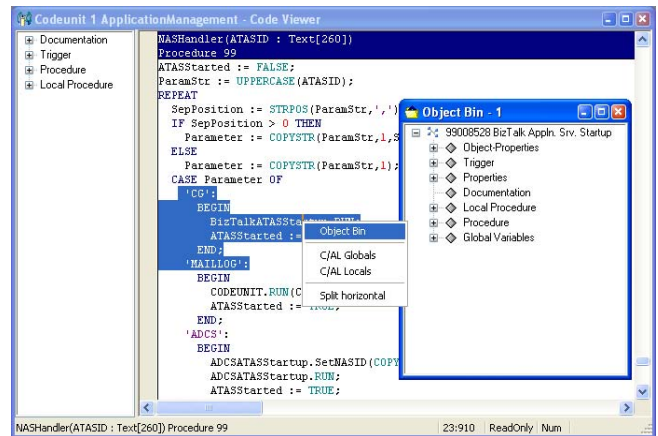 Codeunit 1 ApplicationManagement - Code Viewer
Documentation
Trigger
Procedure
Local Procedure
NASHandler(ATASID : Text[260])
Procedure 99
ATASStarted := FALSE;
ParamStr := UPPERCASE(ATASID);
REPEAT
SepPosition := STRPOS(ParamStr,',')
IF SepPosition > 0 THEN
Parameter := COPYSTR(ParamStr,1,S
ELSE
Parameter := COPYSTR(ParamStr,1);
CASE Parameter OF
'CG':
BEGIN
BizTalkATASStartup.RUN;
ATASStarted :=
END;
'MAILLOG':
BEGIN
CODEUNIT.RUN(C
ATASStarted := TRUE;
END;
'ADCS':
BEGIN
ADCSATASStartup.SetNASID(COPY
ADCSATASStartup.RUN;
ATASStarted := TRUE;
Object Bin
C/AL Globals
C/AL Locals
Split horizontal
Object Bin - 1
99008528 BizTalk Appln. Srv. Startup
Object-Properties
Trigger
Properties
Documentation
Local Procedure
Procedure
Global Variables
NASHandler(ATASID : Text[260]) Procedure 99
23:910
ReadOnly
Num